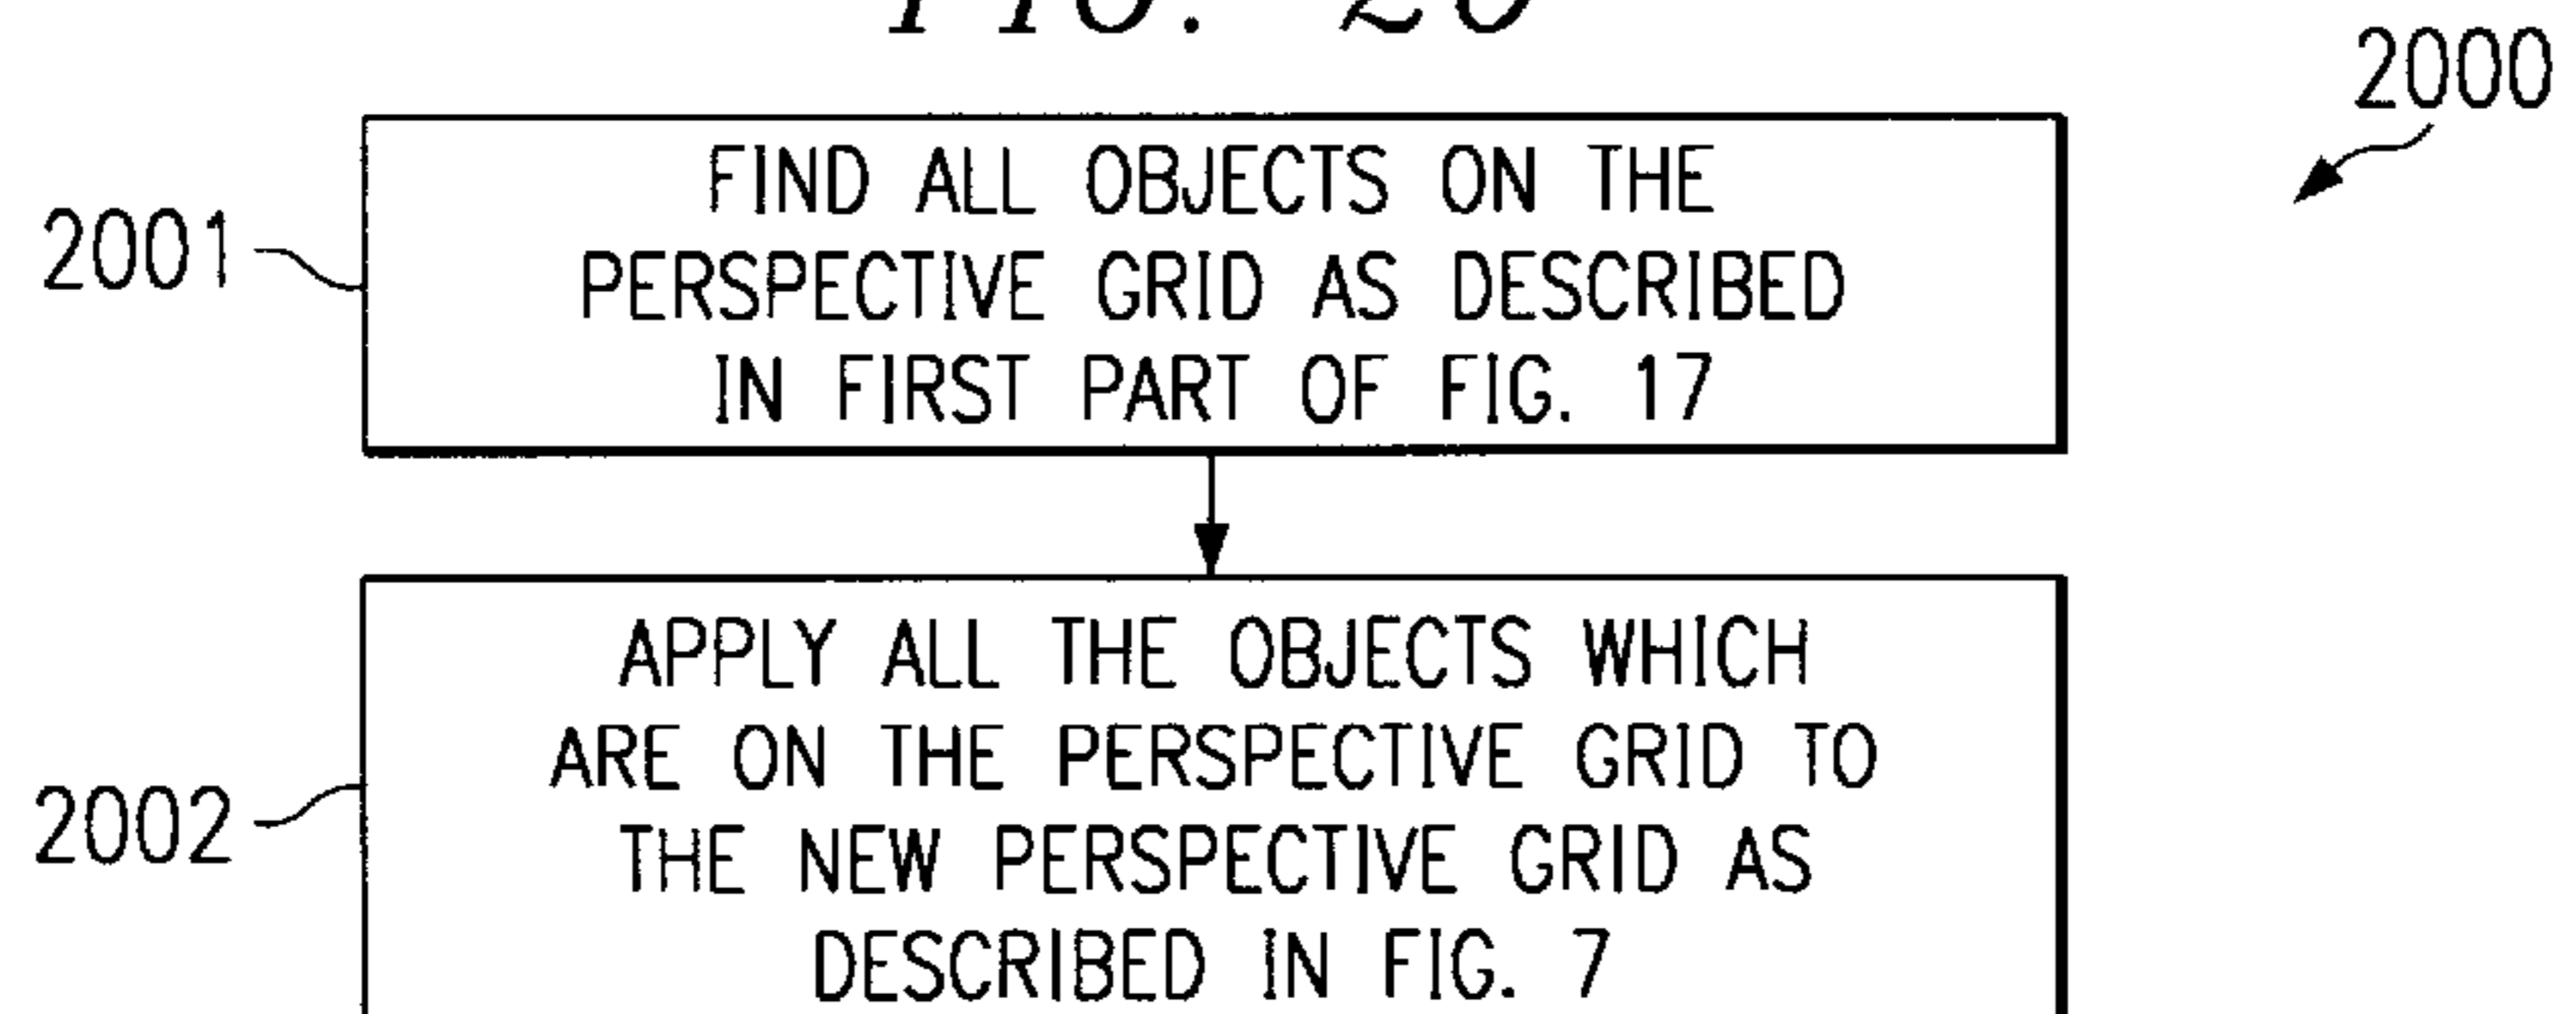 FIG. 20
2000
2001
FIND ALL OBJECTS ON THE
PERSPECTIVE GRID AS DESCRIBED
IN FIRST PART OF FIG. 17
2002
APPLY ALL THE OBJECTS WHICH
ARE ON THE PERSPECTIVE GRID TO
THE NEW PERSPECTIVE GRID AS
DESCRIBED IN FIG. 7